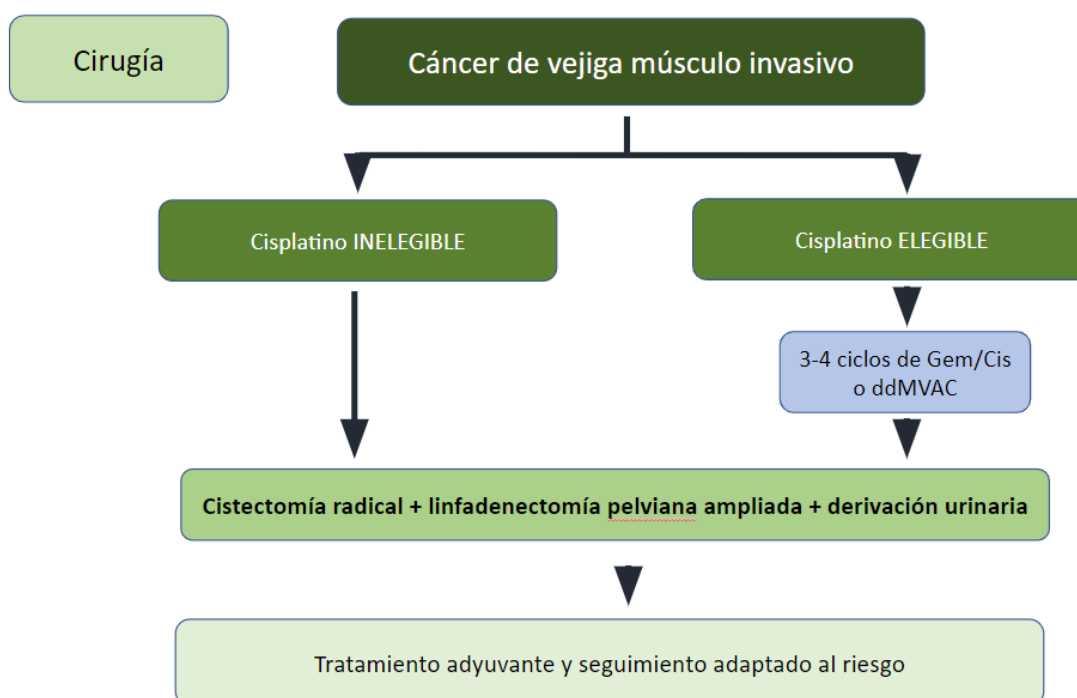 Cirugía
Cáncer de vejiga músculo invasivo
Cisplatino INELEGIBLE
Cisplatino ELEGIBLE
3-4 ciclos de Gem/Cis
o ddMVAC
Cistectomía radical + linfadenectomía pelviana ampliada + derivación urinaria
Tratamiento adyuvante y seguimiento adaptado al riesgo